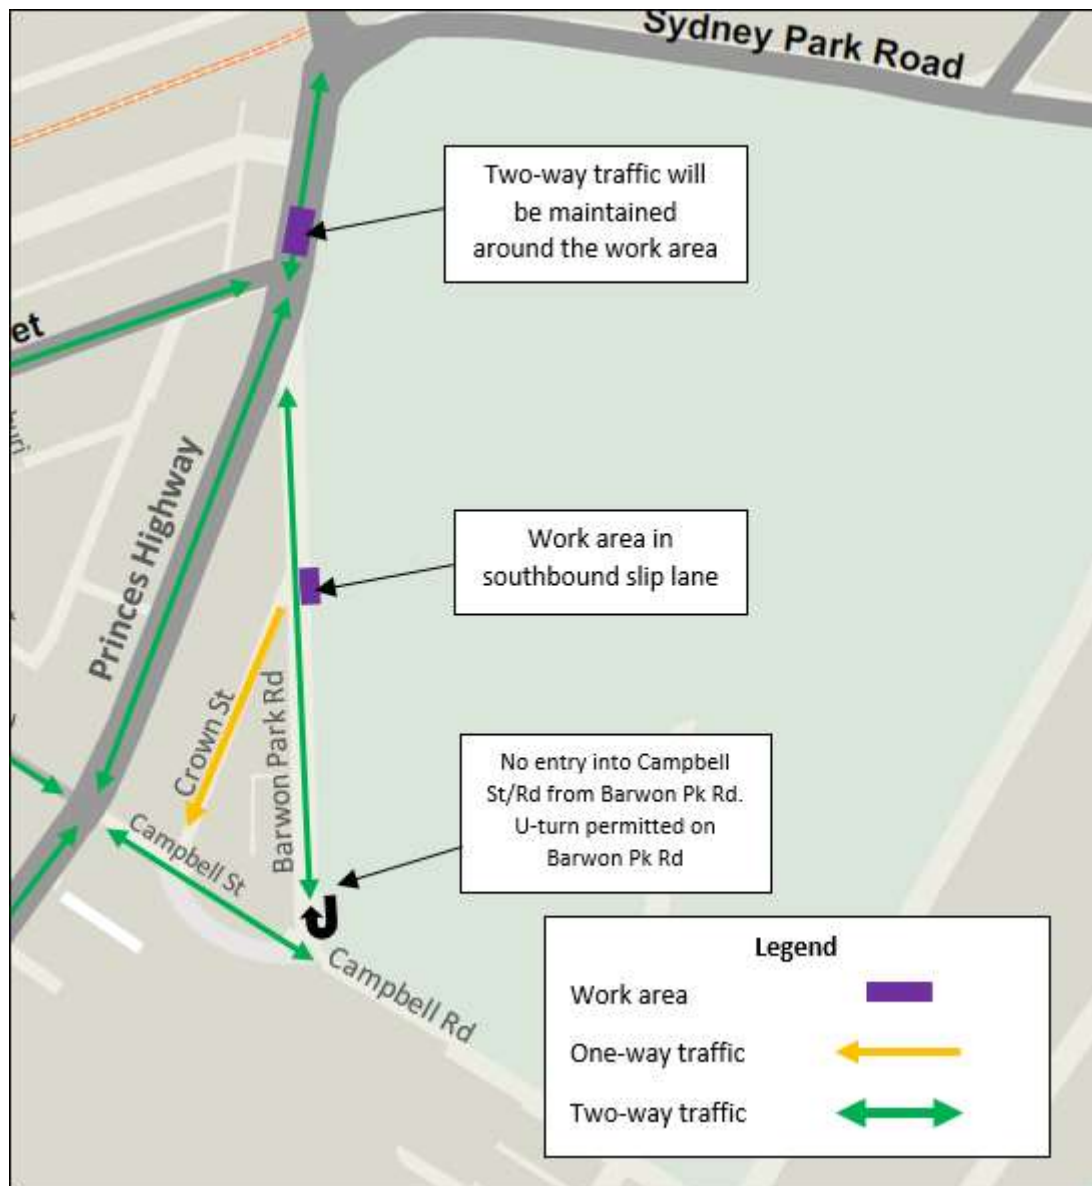 Sydney Park Road
Two-way traffic will
be maintained
around the work area
et
Princes Highway
Work area in
southbound slip lane
Crown St
Barwon Park Rd
No entry into Campbell
St/Rd from Barwon Pk Rd.
U-turn permitted on
Barwon Pk Rd
Campbell St
Campbell Rd
Legend
Work area
One-way traffic
Two-way traffic